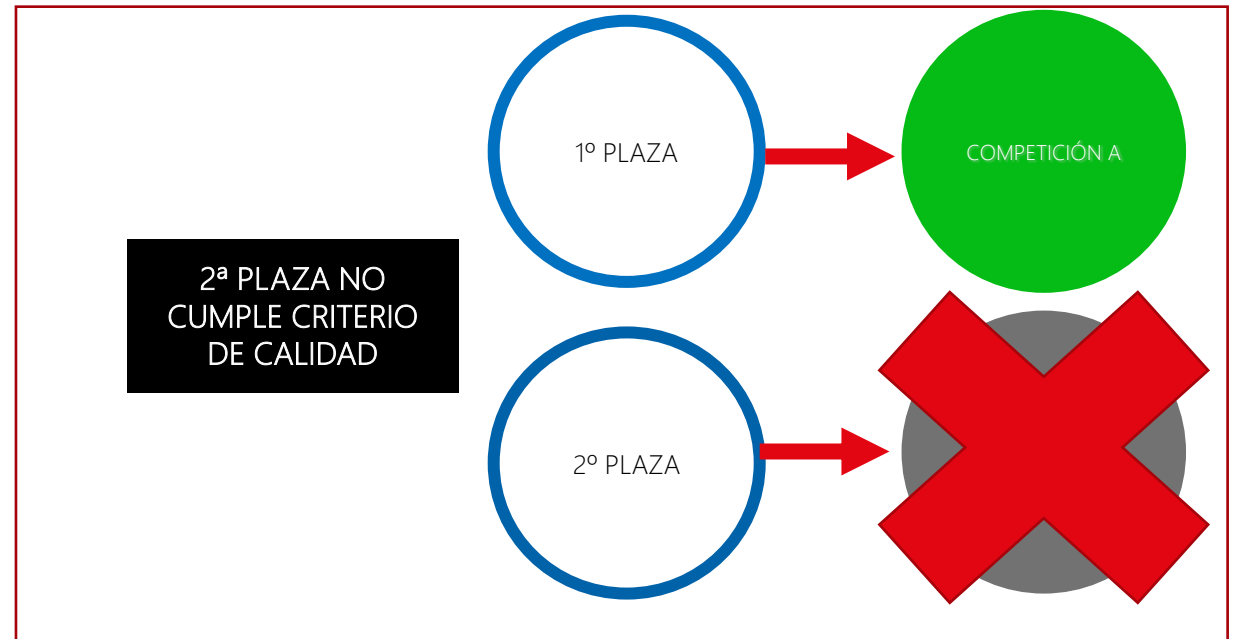 1º PLAZA
COMPETICIÓN A
2ª PLAZA NO
CUMPLE CRITERIO
DE CALIDAD
2º PLAZA